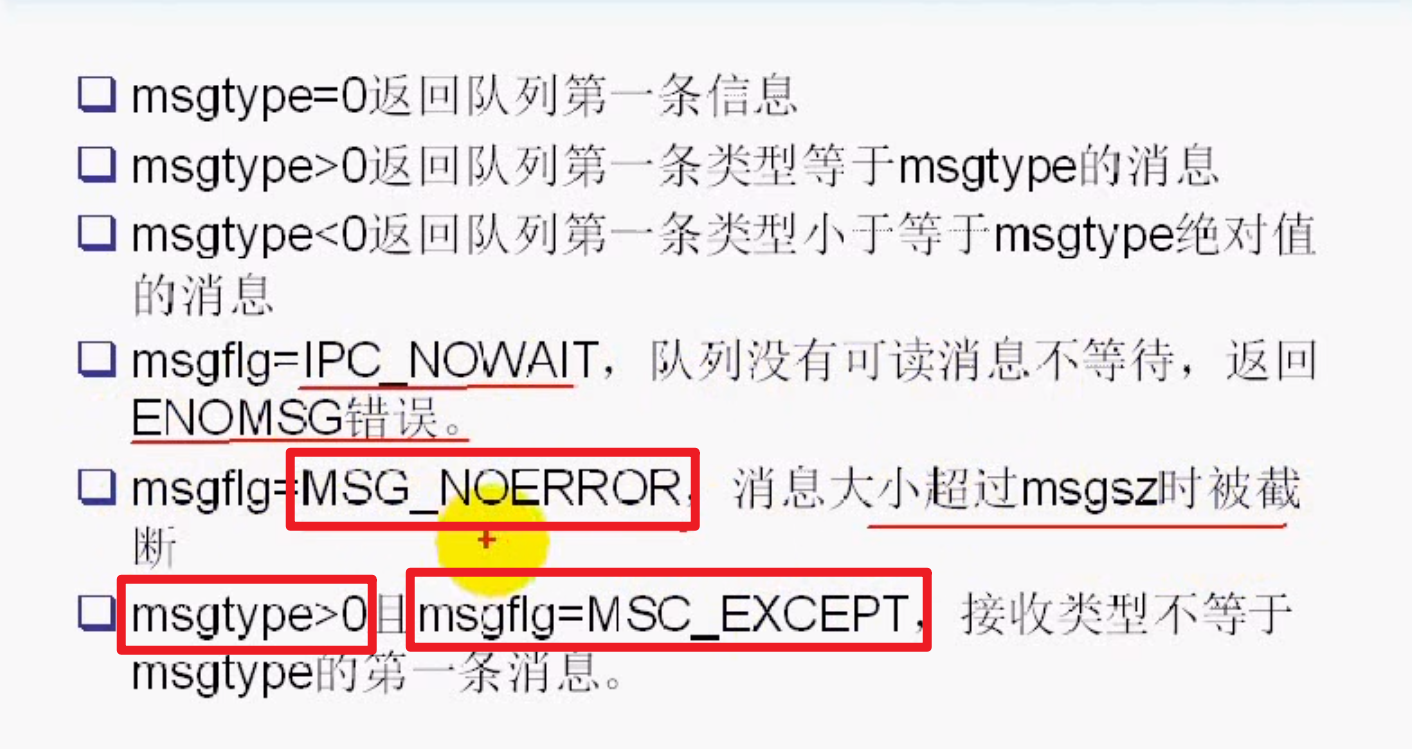 msgtype=0返回队列第一条信息
msgtype>0返回队列第一条类型等于msgtype的消息
msgtype<0返回队列第一条类型小于等于msgtype绝对值
的消息
msgflg=IPC_NOWAIT，队列没有可读消息不等待，返回
ENOMSG错误。
msgflg=MSG_NOERROR，消息大小超过msgsz时被截
断
msgtype>0且msgflg=MSC_EXCEPT，接收类型不等于
msgtype的第一条消息。